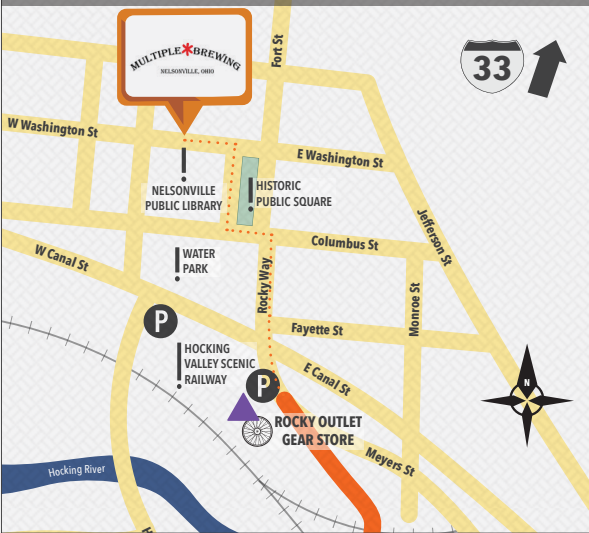 MULTIPLE BREWING
NELSONVILLE, OHIO
Fort St
33
W Washington St
E Washington St
NELSONVILLE
PUBLIC LIBRARY
HISTORIC
PUBLIC SQUARE
Jefferson St
Columbus St
W Canal St
WATER
PARK
Rocky Way
Monroe St
P
Fayette St
HOCKING
VALLEY SCENIC
RAILWAY
P
E Canal St
N
ROCKY OUTLET
GEAR STORE
Meyers St
Hocking River